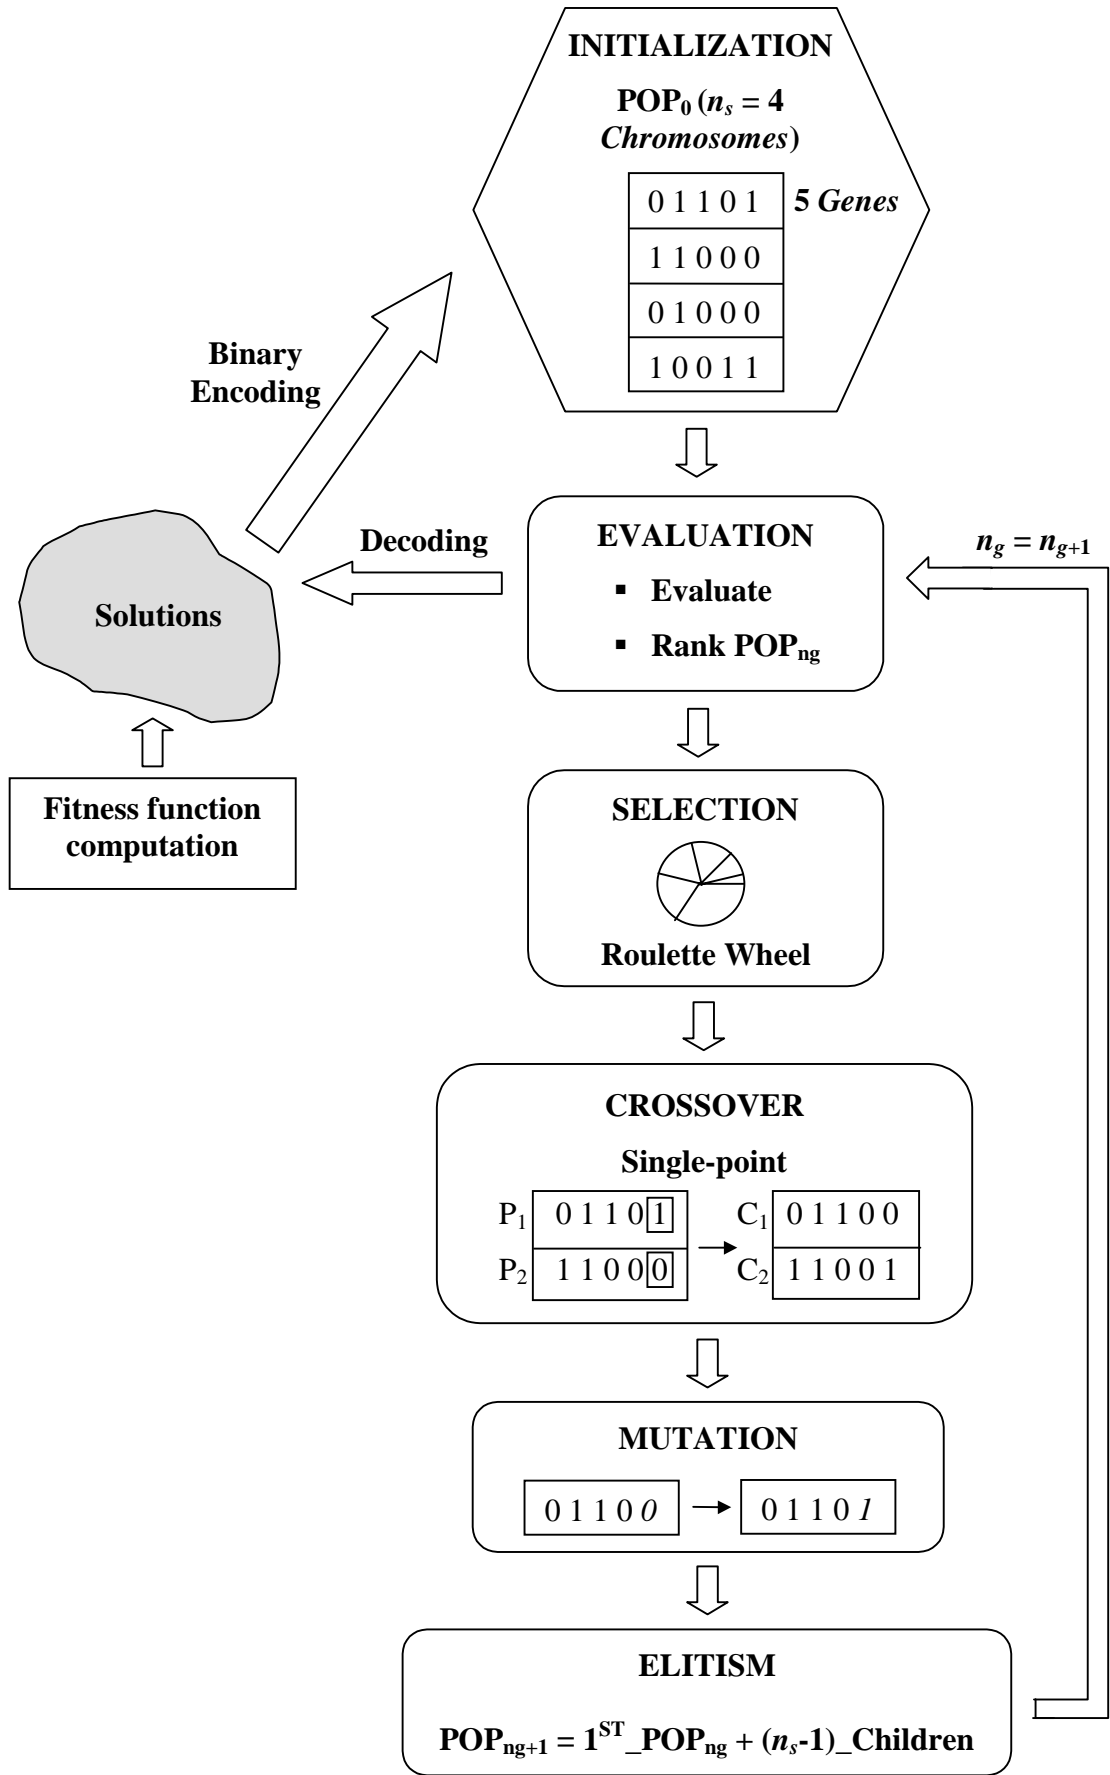 INITIALIZATION
POP₀ (nₛ = 4
Chromosomes)
0 1 1 0 1
5 Genes
1 1 0 0 0
0 1 0 0 0
1 0 0 1 1
Binary
Encoding
Decoding
Solutions
Fitness function
computation
EVALUATION
▪ Evaluate
▪ Rank POPng
n_g = n_g+1
SELECTION
Roulette Wheel
CROSSOVER
Single-point
P₁ 0 1 1 0 1 C₁ 0 1 1 0 0
P₂ 1 1 0 0 0 C₂ 1 1 0 0 1
MUTATION
0 1 1 0 0 0 1 1 0 1
ELITISM
POPng+1 = 1ST_POPng + (nₛ-1)_Children